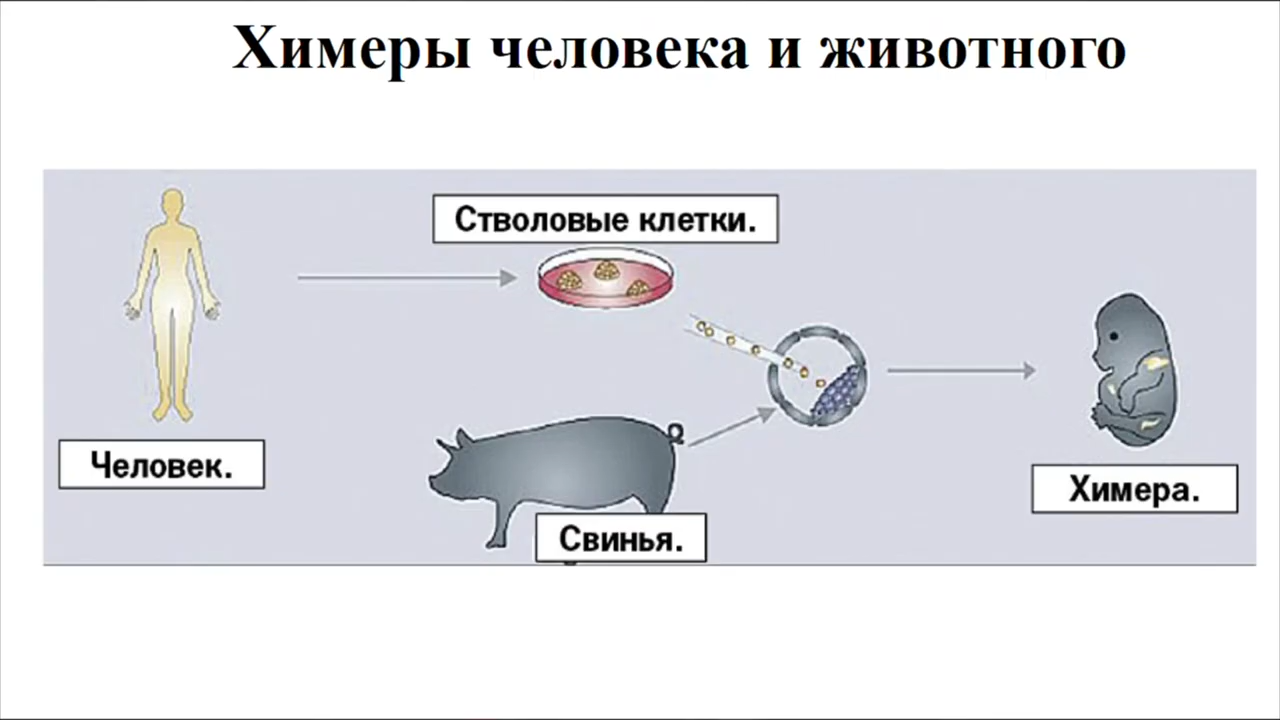 Химеры человека и животного
Стволовые клетки.
Человек.
Свинья.
Химера.